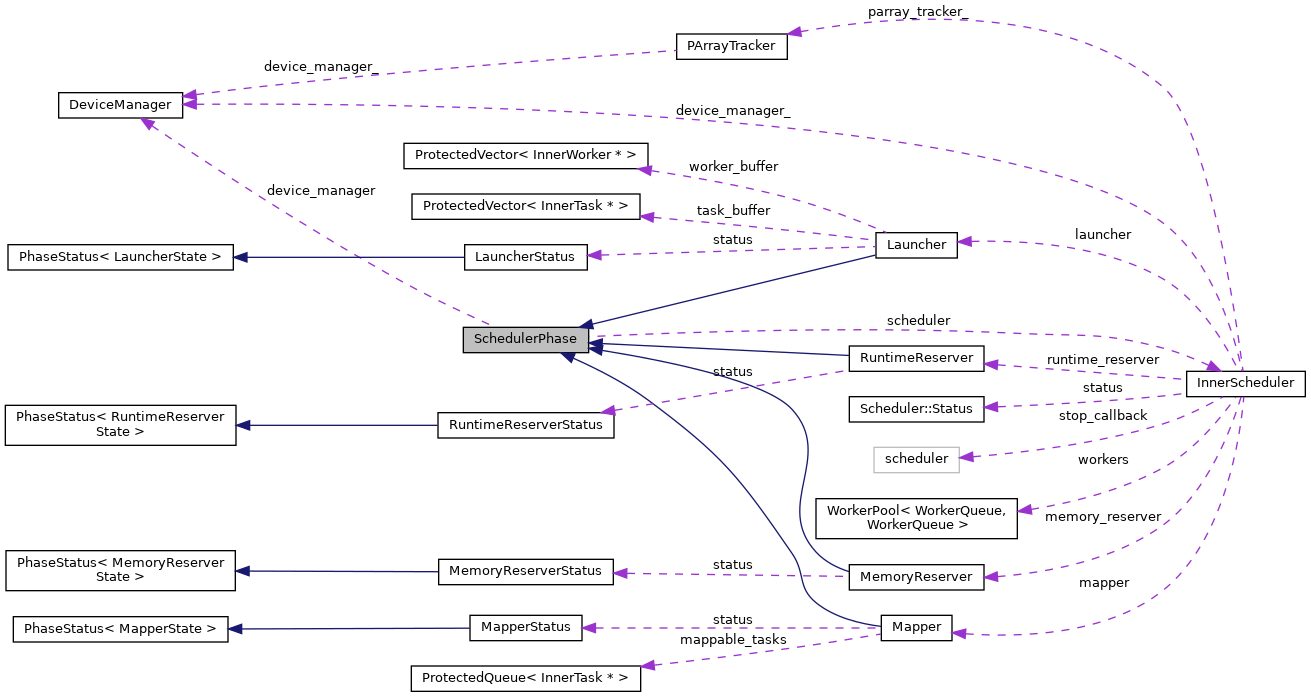 parray_tracker_
PArrayTracker
device_manager_
DeviceManager
device_manager_
ProtectedVector< InnerWorker * >
worker_buffer
device_manager
ProtectedVector< InnerTask * >
task_buffer
launcher
Launcher
status
PhaseStatus< LauncherState >
LauncherStatus
scheduler
SchedulerPhase
RuntimeReserver
runtime_reserver
status
InnerScheduler
status
Scheduler::Status
stop_callback
PhaseStatus< RuntimeReserver
State >
RuntimeReserverStatus
scheduler
workers
WorkerPool< WorkerQueue,
WorkerQueue >
memory_reserver
PhaseStatus< MemoryReserver
State >
MemoryReserverStatus
status
MemoryReserver
mapper
PhaseStatus< MapperState >
MapperStatus
status
Mapper
mappable_tasks
ProtectedQueue< InnerTask * >